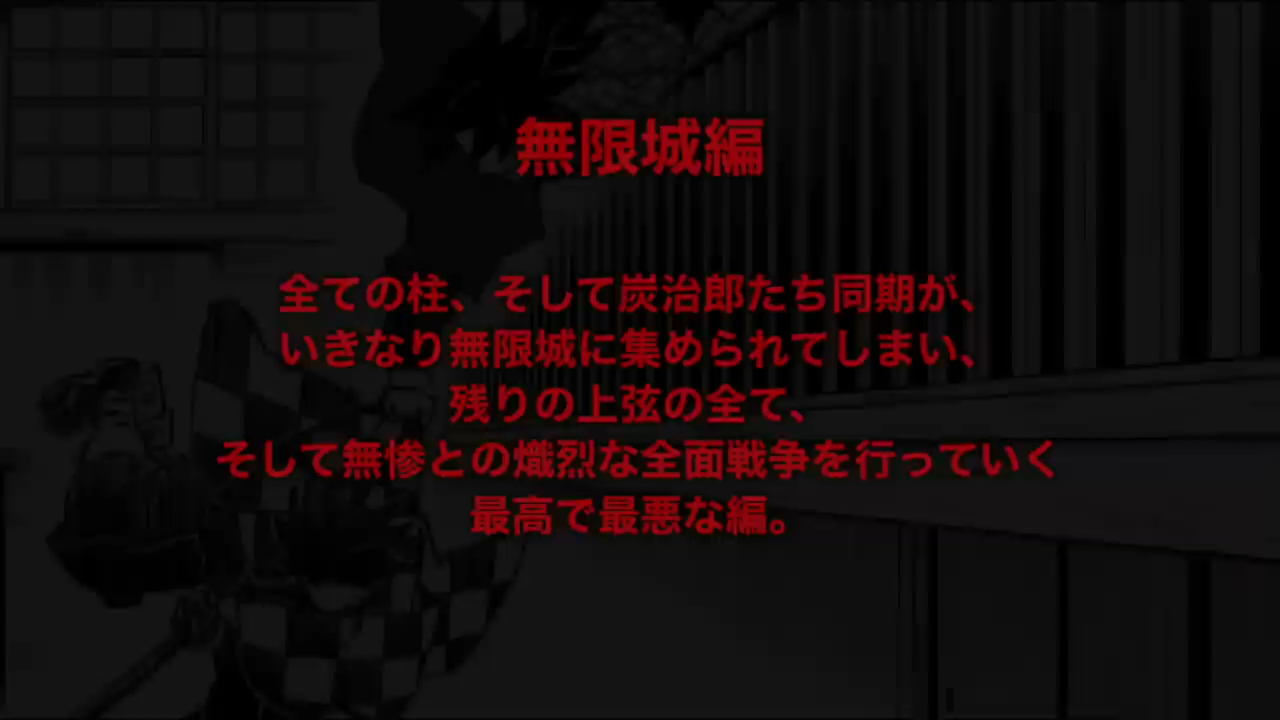 無限城編
全ての柱、そして炭治郎たち同期が、
いきなり無限城に集められてしまい、
残りの上弦の全て、
そして無惨との熾烈な全面戦争を行っていく
最高で最悪な編。